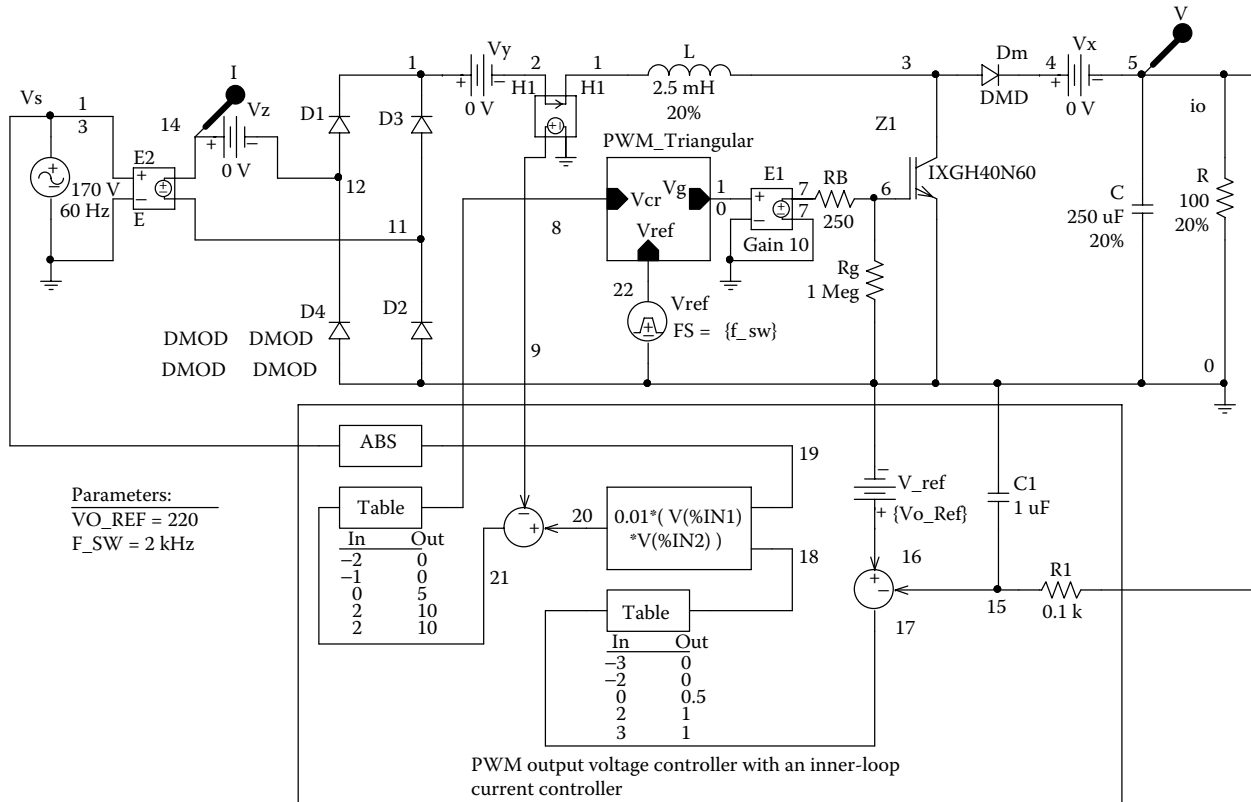 V
Vs
1
3
I
Vz
14
0 V
1
Vy
2
1
L
3
Dm
4
Vx
5
0 V
H1
H1
2.5 mH
20%
DMD
0 V
io
D1
D3
PWM_Triangular
Z1
IXGH40N60
E2
170 V
60 Hz
E
12
11
Vcr
Vg
1
0
E1
7
7
RB
250
6
8
Vref
Gain 10
C
250 uF
20%
R
100
20%
Rg
1 Meg
22
Vref
FS = {f_sw}
D4
D2
DMOD DMOD
DMOD DMOD
9
0
ABS
19
Parameters:
VO_REF = 220
F_SW = 2 kHz
Table
In Out
−2 0
−1 0
0 5
2 10
2 10
21
20
0.01*( V(%IN1)
*V(%IN2) )
18
V_ref
{Vo_Ref}
C1
1 uF
16
15
R1
0.1 k
17
Table
In Out
−3 0
−2 0
0 0.5
2 1
3 1
PWM output voltage controller with an inner-loop
current controller